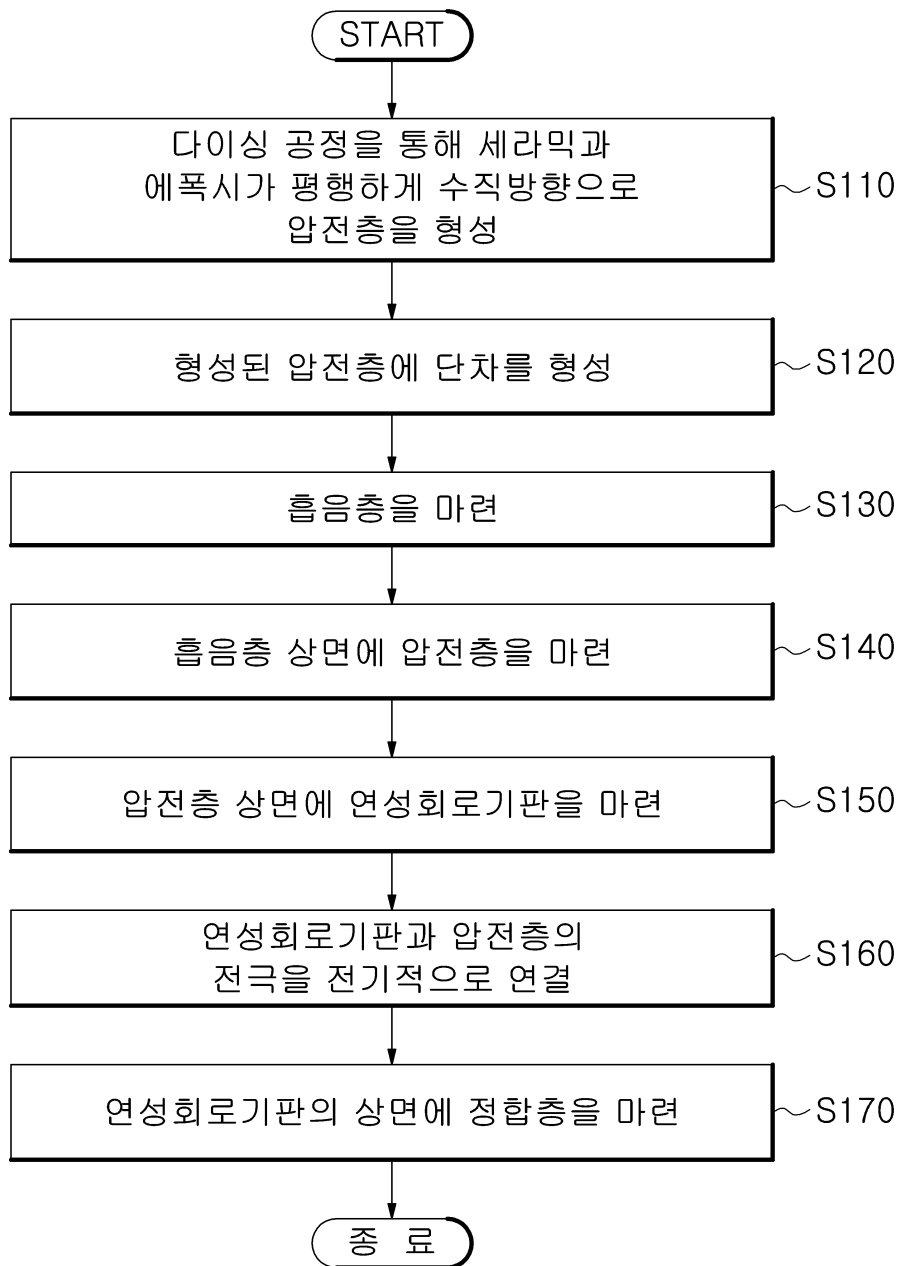 START
다이싱 공정을 통해 세라믹과
에폭시가 평행하게 수직방향으로
압전층을 형성
S110
형성된 압전층에 단차를 형성
S120
흡음층을 마련
S130
흡음층 상면에 압전층을 마련
S140
압전층 상면에 연성회로기판을 마련
S150
연성회로기판과 압전층의
전극을 전기적으로 연결
S160
연성회로기판의 상면에 정합층을 마련
S170
종 료